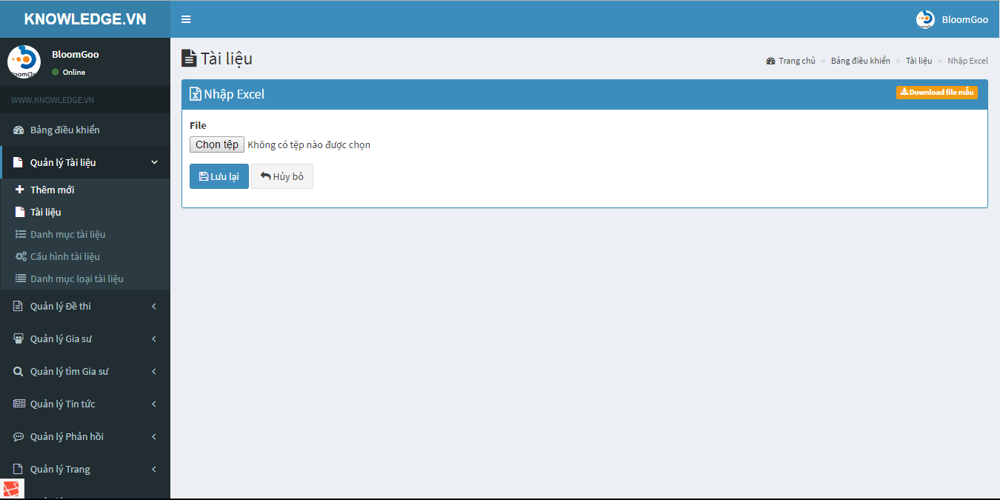 KNOWLEDGE.VN
BloomGoo
BloomGoo
Online
WWW.KNOWLEDGE.VN
Bảng điều khiển
Quản lý Tài liệu
Thêm mới
Tài liệu
Danh mục tài liệu
Cấu hình tài liệu
Danh mục loại tài liệu
Quản lý Đề thi
Quản lý Gia sư
Quản lý tìm Gia sư
Quản lý Tin tức
Quản lý Phản hồi
Quản lý Trang
Tài liệu
Trang chủ > Bảng điều khiển > Tài liệu > Nhập Excel
Nhập Excel
Download file mẫu
File
Chọn tệp Không có tệp nào được chọn
Lưu lại Hủy bỏ